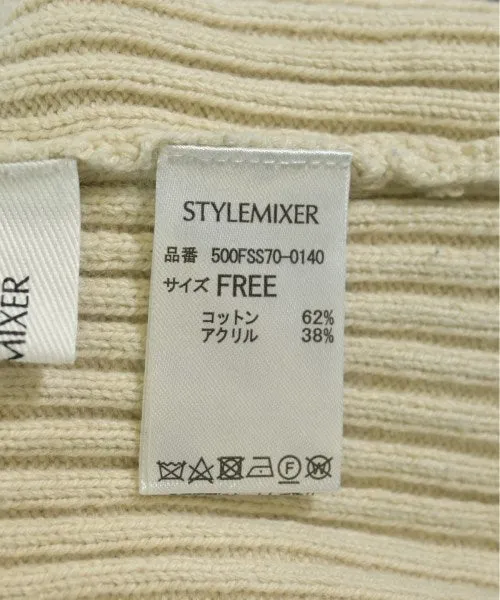 STYLEMIXER
品番 500FSS70-0140
サイズ FREE
コットン 62%
アクリル 38%
MIXER